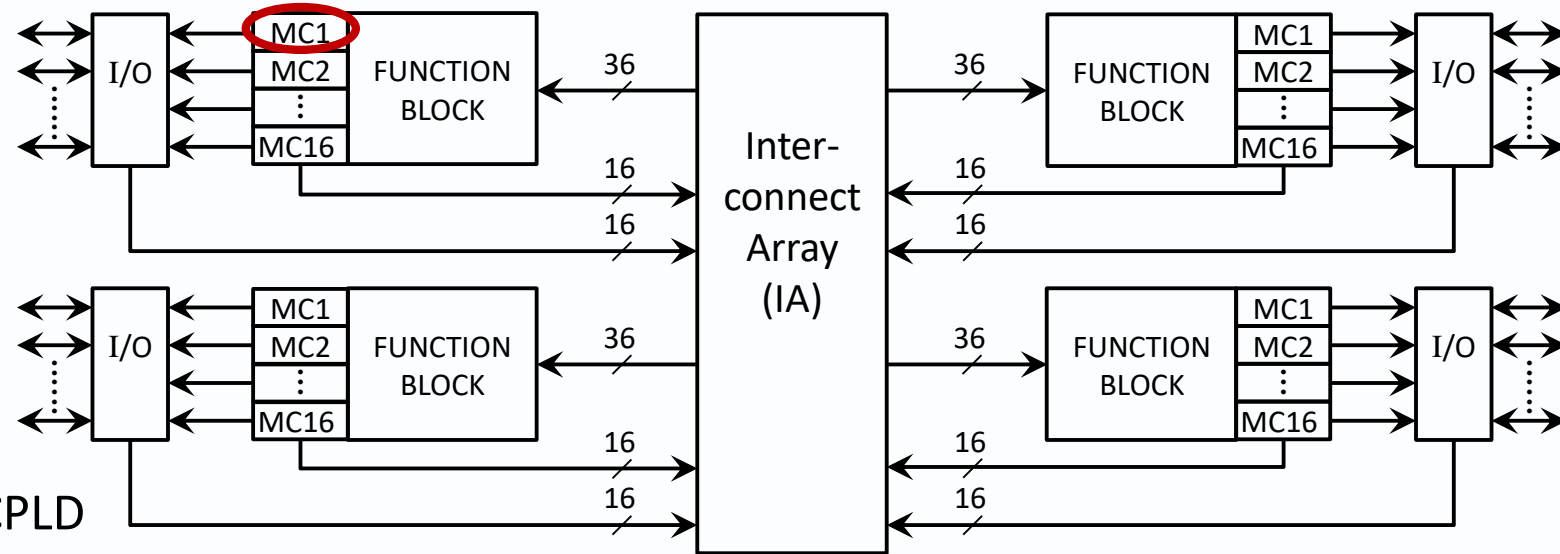 MC1
I/O
MC2
⋮
MC16
FUNCTION
BLOCK
36
16
16
Inter-
connect
Array
(IA)
36
16
16
FUNCTION
BLOCK
MC1
MC2
⋮
MC16
I/O
MC1
I/O
MC2
⋮
MC16
FUNCTION
BLOCK
36
16
16
36
16
16
FUNCTION
BLOCK
MC1
MC2
⋮
MC16
I/O
CPLD